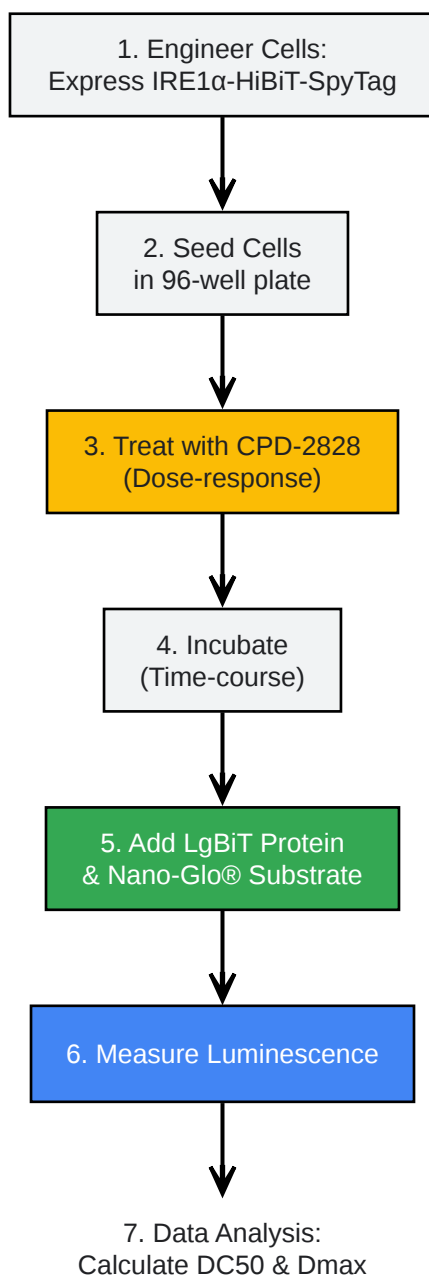 1. Engineer Cells:
Express IRE1α-HiBiT-SpyTag
2. Seed Cells
in 96-well plate
3. Treat with CPD-2828
(Dose-response)
4. Incubate
(Time-course)
5. Add LgBiT Protein
& Nano-Glo® Substrate
6. Measure Luminescence
7. Data Analysis:
Calculate DC50 & Dmax